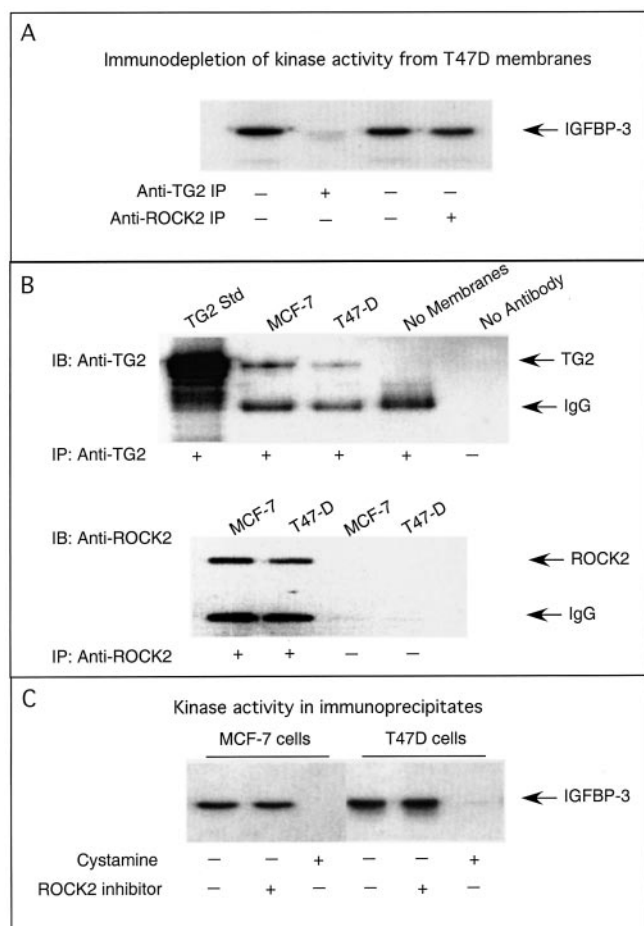 A
Immunodepletion of kinase activity from T47D membranes
IGFBP-3
Anti-TG2 IP – + – –
Anti-ROCK2 IP – – – +
B
TG2 Std MCF-7 T47-D No Membranes No Antibody
IB: Anti-TG2
TG2
IgG
IP: Anti-TG2 + + + + –
MCF-7 T47-D MCF-7 T47-D
IB: Anti-ROCK2
ROCK2
IgG
IP: Anti-ROCK2 + + – –
C
Kinase activity in immunoprecipitates
MCF-7 cells T47D cells
IGFBP-3
Cystamine – – + – – +
ROCK2 inhibitor – + – – + –